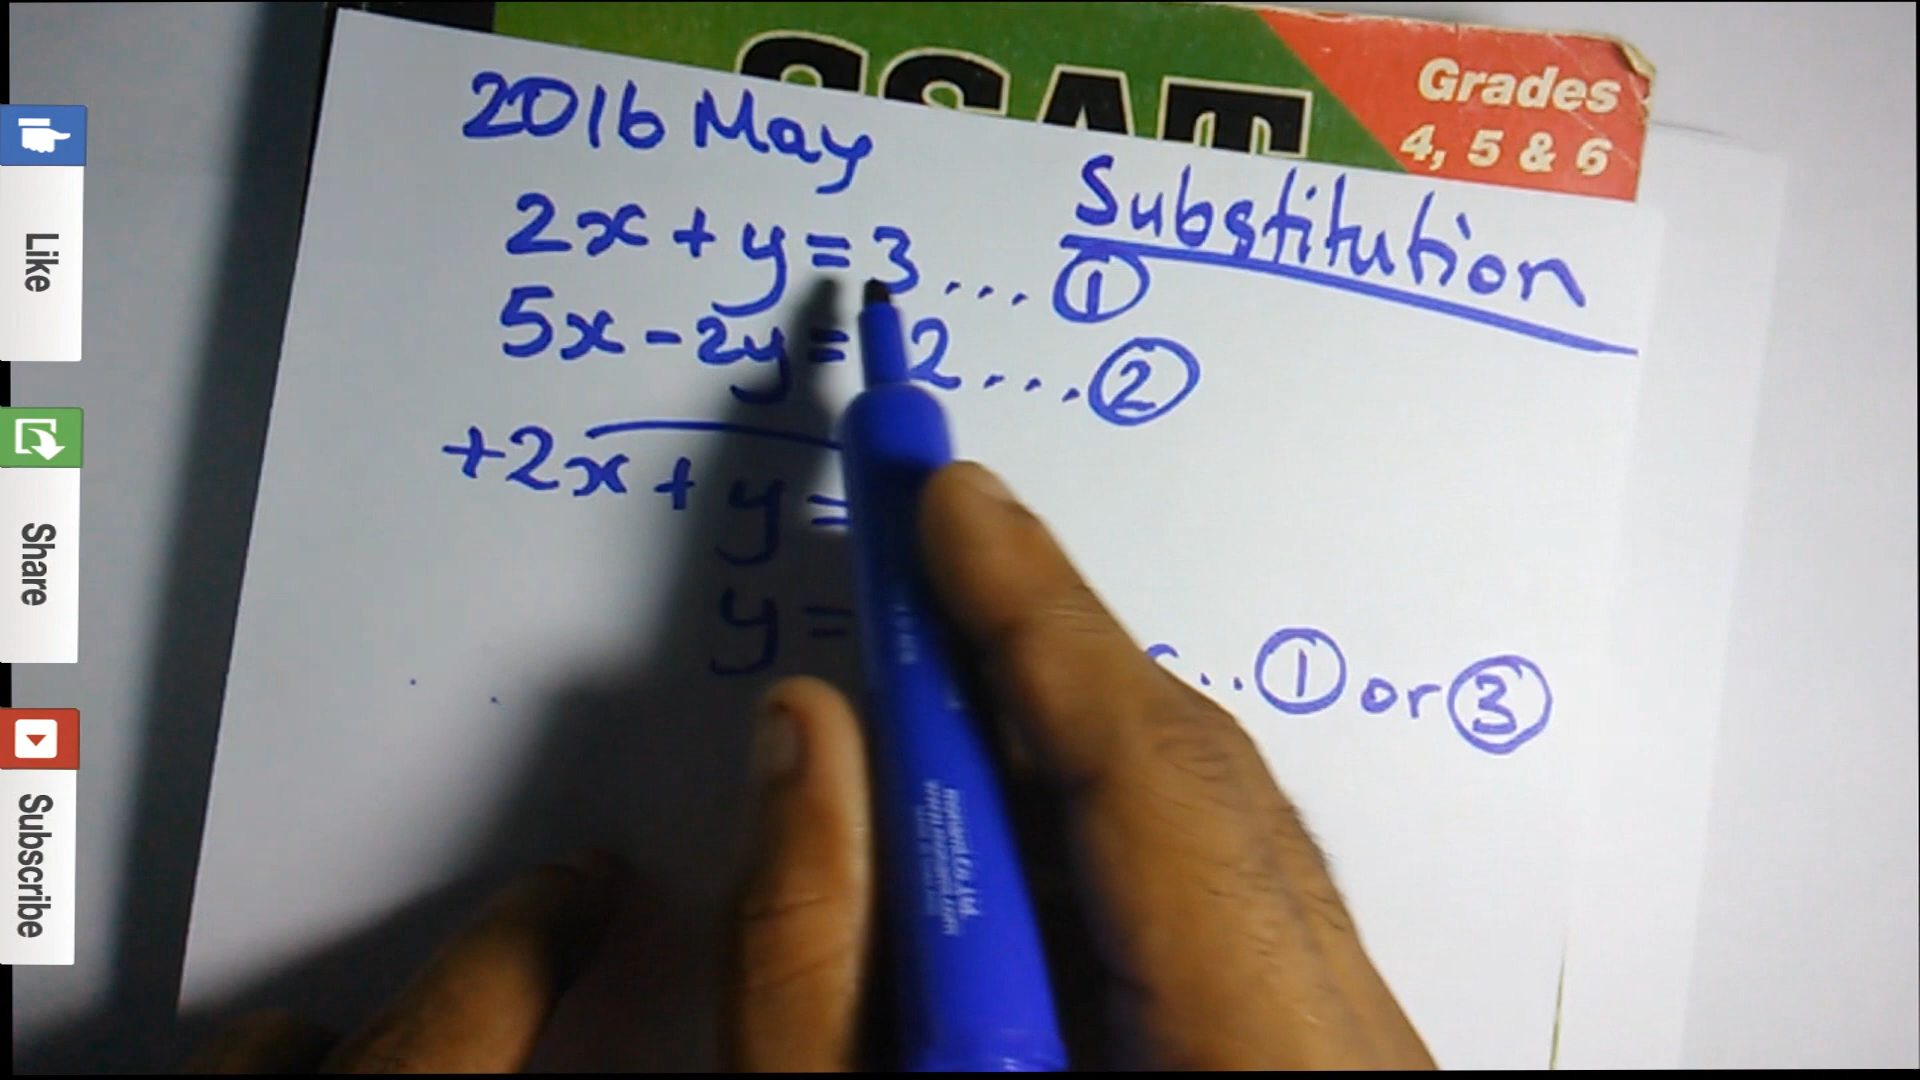 SSAT
Grades
4, 5 & 6
2016 May
Substitution
2x + y = 3 ... ①
5x - 2y = 2 ... ②
+2x + y =
y =
.. ① or ③
Like
Share
Subscribe